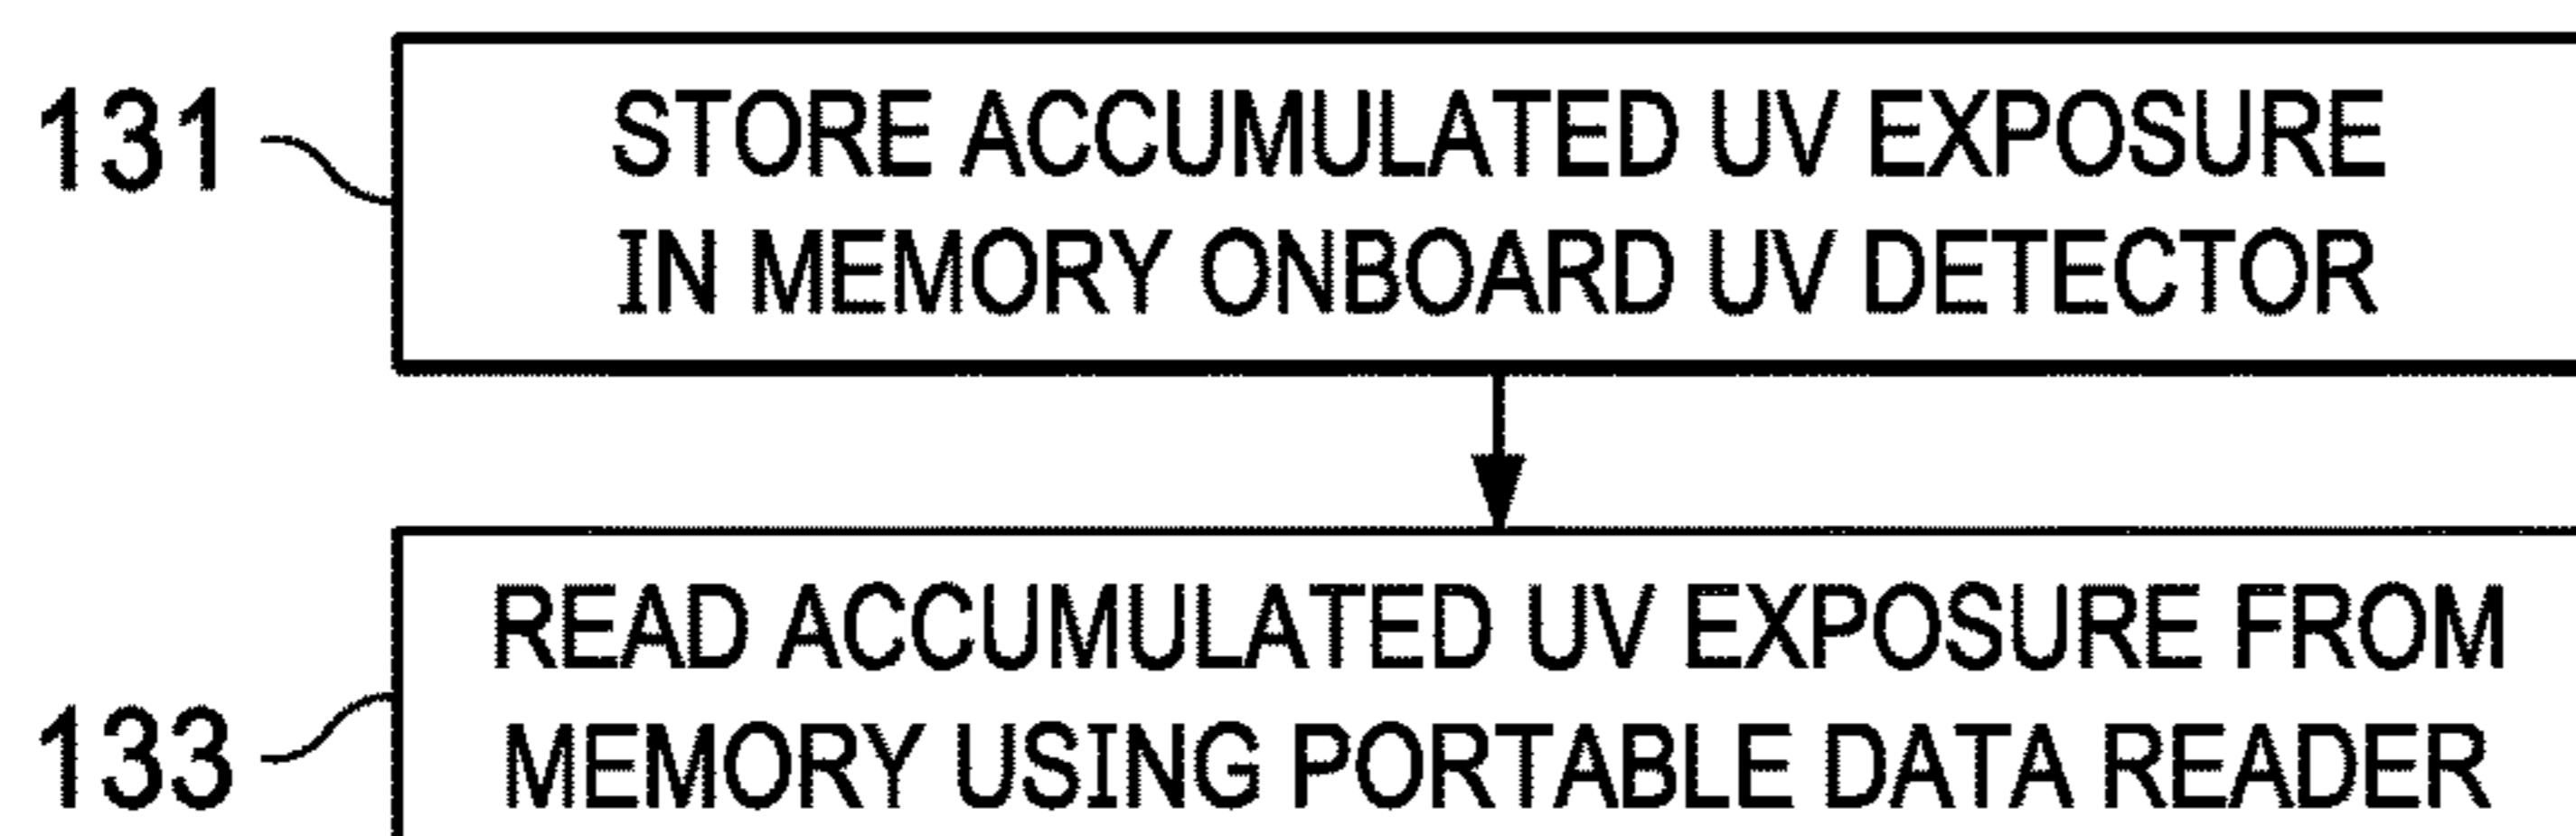 131
STORE ACCUMULATED UV EXPOSURE
IN MEMORY ONBOARD UV DETECTOR
READ ACCUMULATED UV EXPOSURE FROM
133
MEMORY USING PORTABLE DATA READER